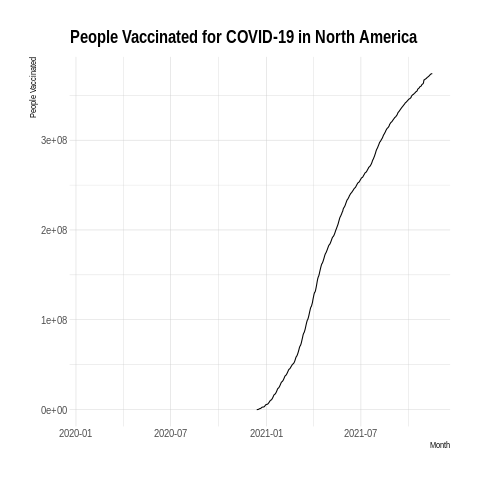 People Vaccinated for COVID-19 in North America
People Vaccinated
3e+08
2e+08
1e+08
0e+00
2020-01 2020-07 2021-01 2021-07
Month